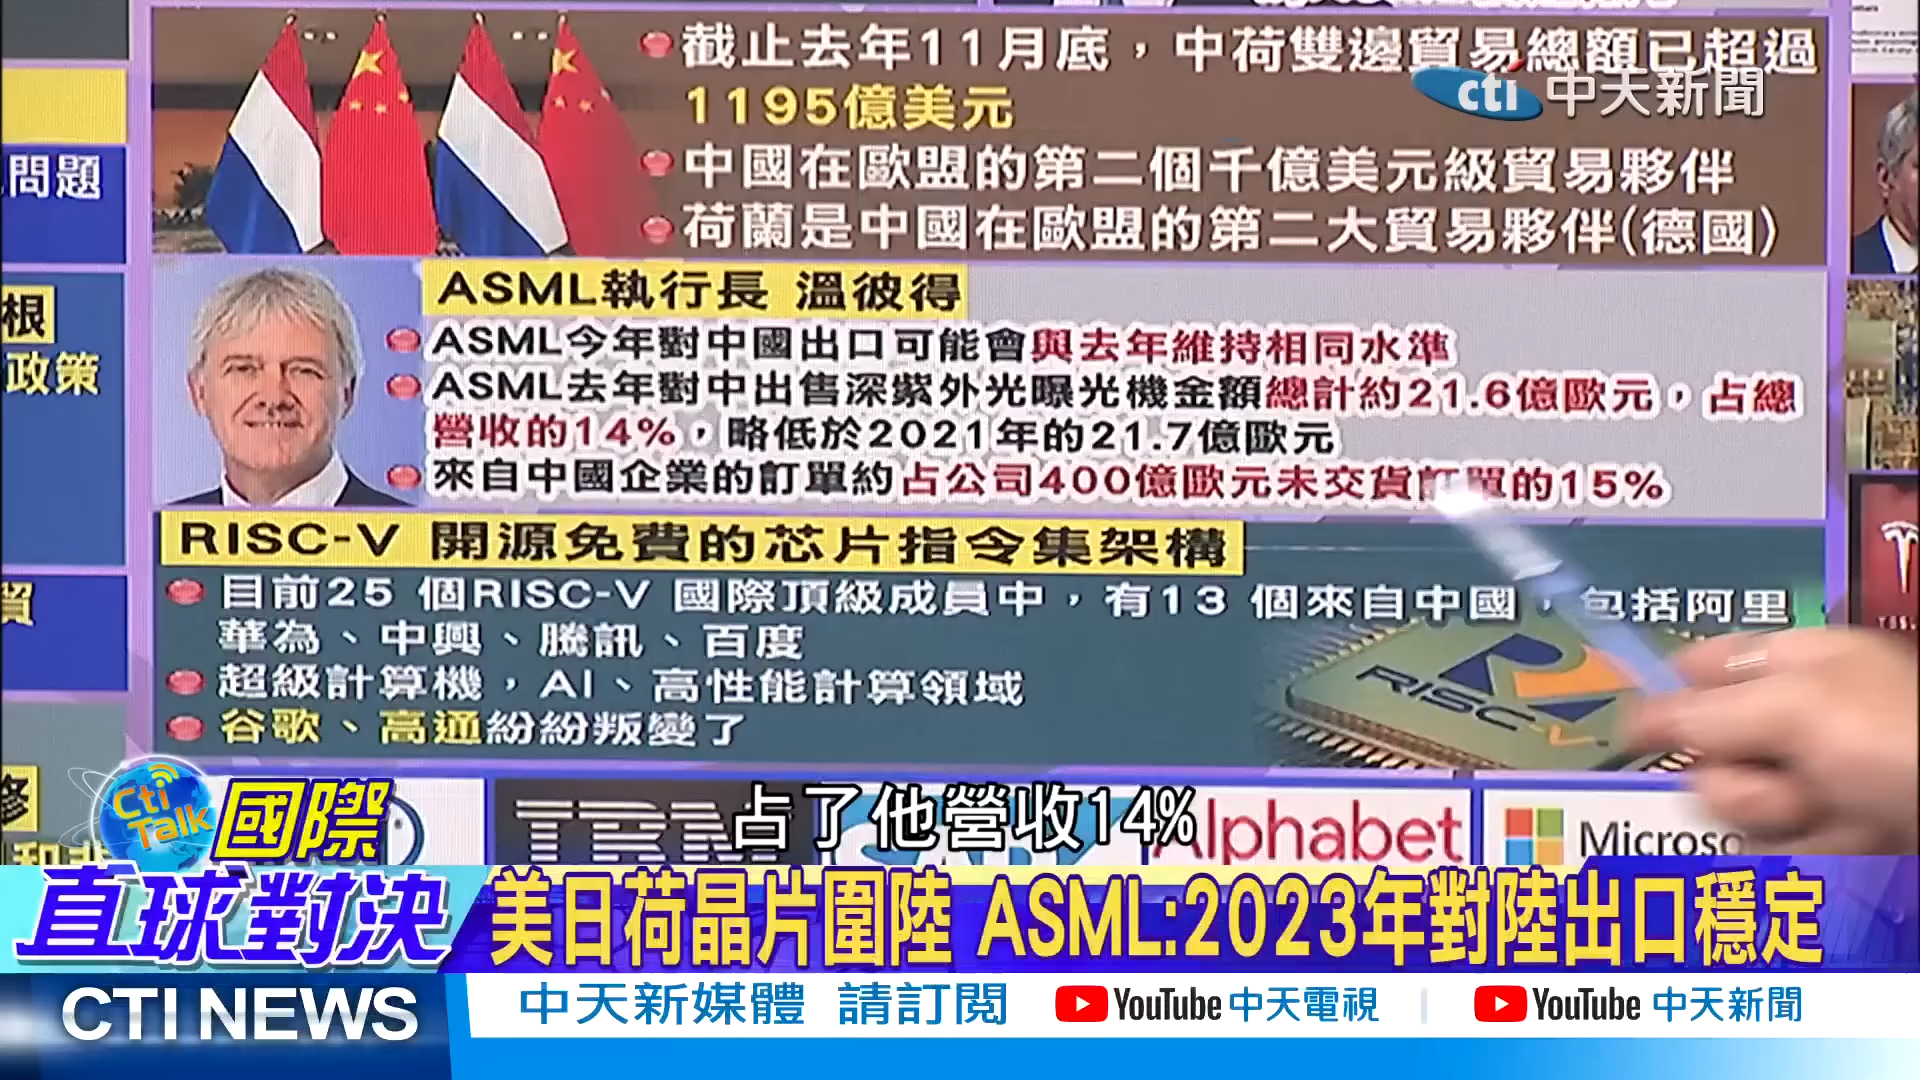 截止去年11月底，中荷雙邊貿易總額已超過
1195億美元
cti 中天新聞
中國在歐盟的第二個千億美元級貿易夥伴
荷蘭是中國在歐盟的第二大貿易夥伴(德國)
問題
根
政策
貿
修
ASML執行長 溫彼得
ASML今年對中國出口可能會與去年維持相同水準
ASML去年對中出售深紫外光曝光機金額總計約21.6億歐元，占總
營收的14%，略低於2021年的21.7億歐元
來自中國企業的訂單約占公司400億歐元未交貨訂單的15%
RISC-V 開源免費的芯片指令集架構
目前25 個RISC-V 國際頂級成員中，有13 個來自中國，包括阿里
華為、中興、騰訊、百度
超級計算機，AI、高性能計算領域
谷歌、高通紛紛叛變了
RISC-V
IBM
Alphabet
Microso
占了他營收14%
Cti Talk 國際
直球對決
美日荷晶片圍陸 ASML:2023年對陸出口穩定
CTI NEWS
中天新媒體 請訂閱 YouTube 中天電視 | YouTube 中天新聞